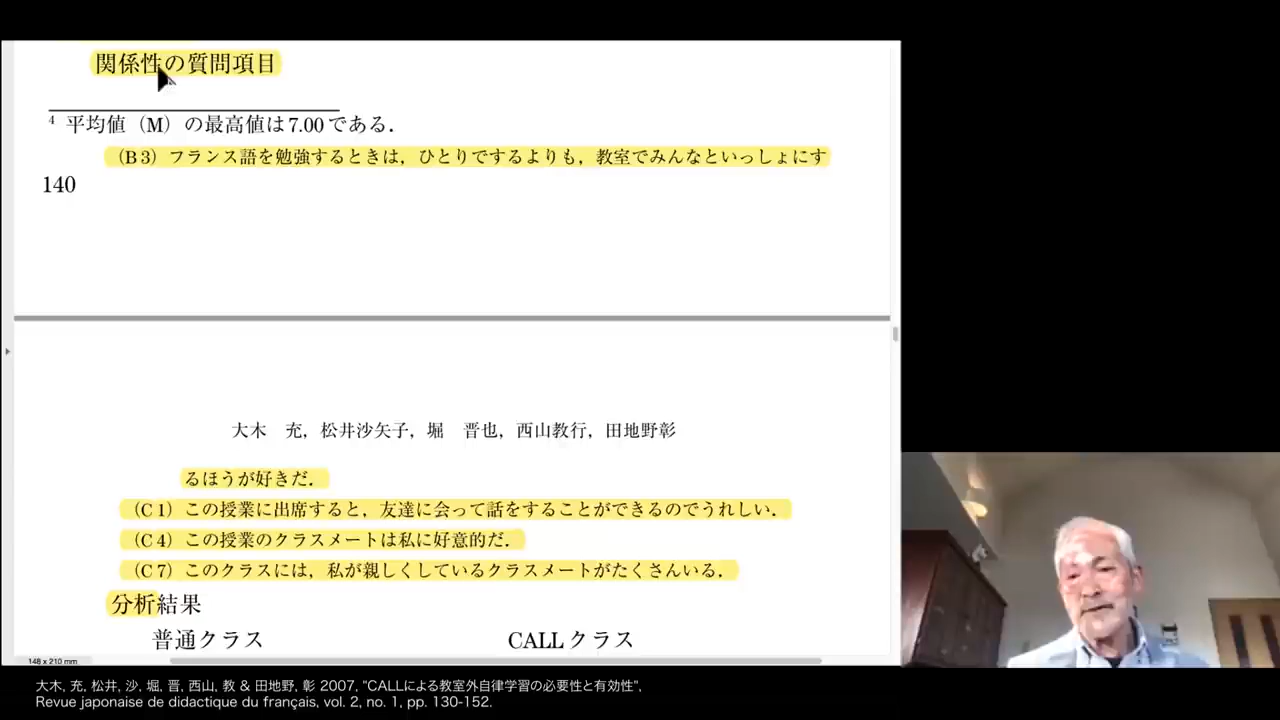 関係性の質問項目
4 平均値（M）の最高値は7.00である．
（B 3）フランス語を勉強するときは，ひとりでするよりも，教室でみんなといっしょにす
140
大木　充，松井沙矢子，堀　晋也，西山教行，田地野彰
るほうが好きだ．
（C 1）この授業に出席すると，友達に会って話をすることができるのでうれしい．
（C 4）この授業のクラスメートは私に好意的だ．
（C 7）このクラスには，私が親しくしているクラスメートがたくさんいる．
分析結果
普通クラス　CALLクラス
148 x 210 mm
大木, 充, 松井, 沙, 堀, 晋, 西山, 教 & 田地野, 彰 2007, "CALLによる教室外自律学習の必要性と有効性",
Revue japonaise de didactique du français, vol. 2, no. 1, pp. 130-152.